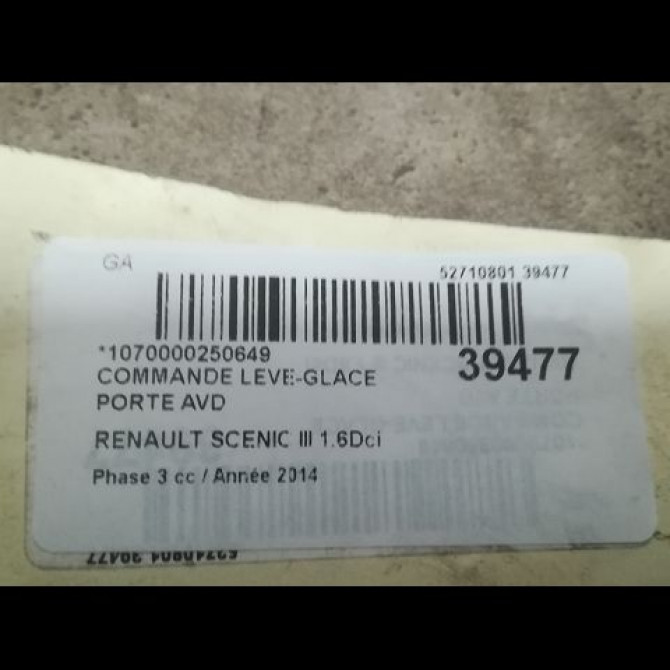 GA
52710801 39477
*1070000250649
39477
COMMANDE LEVE-GLACE
PORTE AVD
RENAULT SCENIC III 1.6Dci
Phase 3 cc / Année 2014